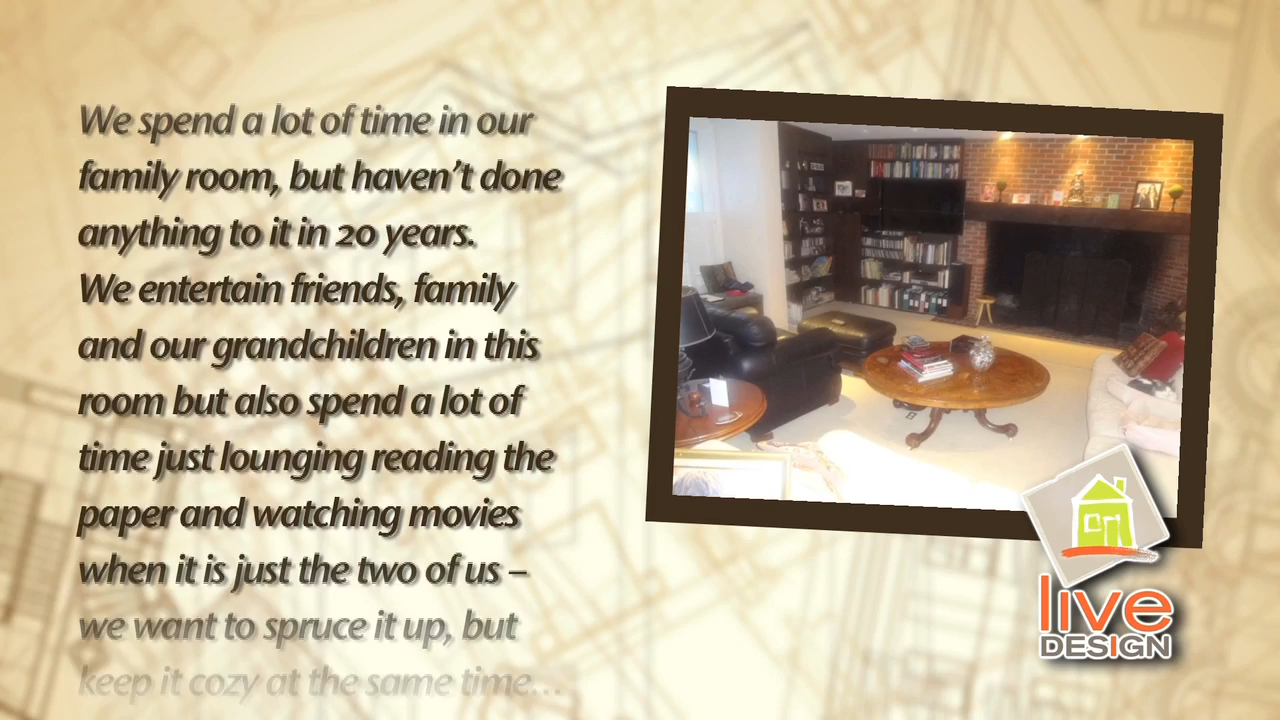 We spend a lot of time in our
family room, but haven't done
anything to it in 20 years.
We entertain friends, family
and our grandchildren in this
room but also spend a lot of
time just lounging reading the
paper and watching movies
when it is just the two of us –
we want to spruce it up, but
keep it cozy at the same time...
live
DESIGN